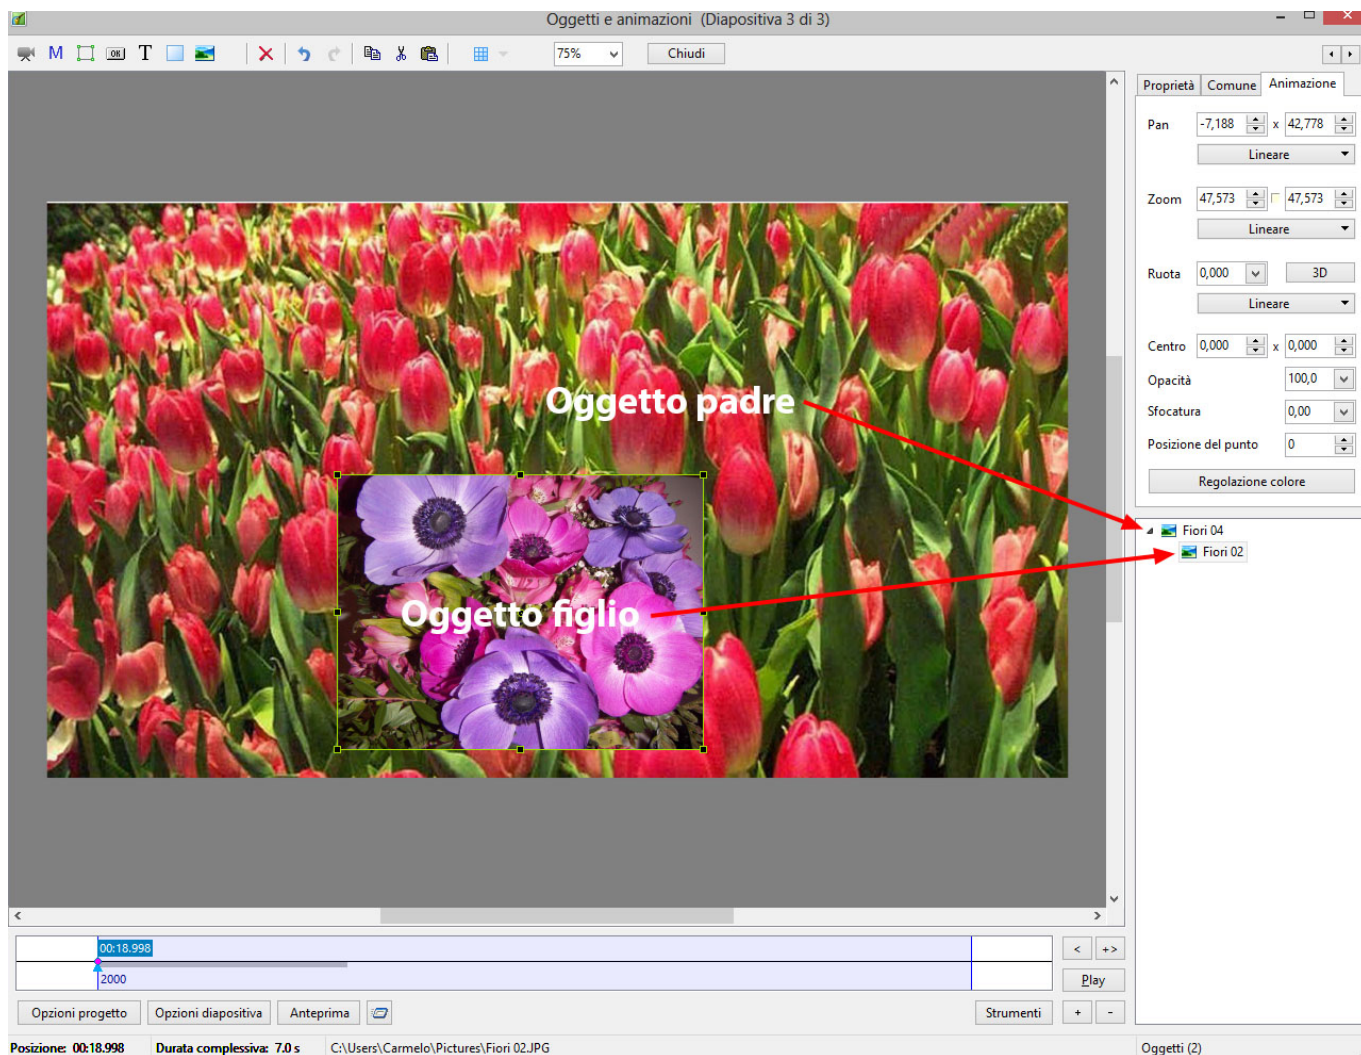 Oggetti e animazioni (Diapositiva 3 di 3)
M OK T 75% Chiudi
Proprietà Comune Animazione
Pan -7,188 x 42,778
Lineare
Zoom 47,573 47,573
Lineare
Ruota 0,000 3D
Lineare
Centro 0,000 x 0,000
Opacità 100,0
Sfocatura 0,00
Posizione del punto 0
Regolazione colore
Oggetto padre
Fiori 04
Fiori 02
Oggetto figlio
00:18.998
< +>
2000
Play
Opzioni progetto Opzioni diapositiva Anteprima Strumenti + -
Posizione: 00:18.998 Durata complessiva: 7.0 s C:\Users\Carmelo\Pictures\Fiori 02.JPG Oggetti (2)